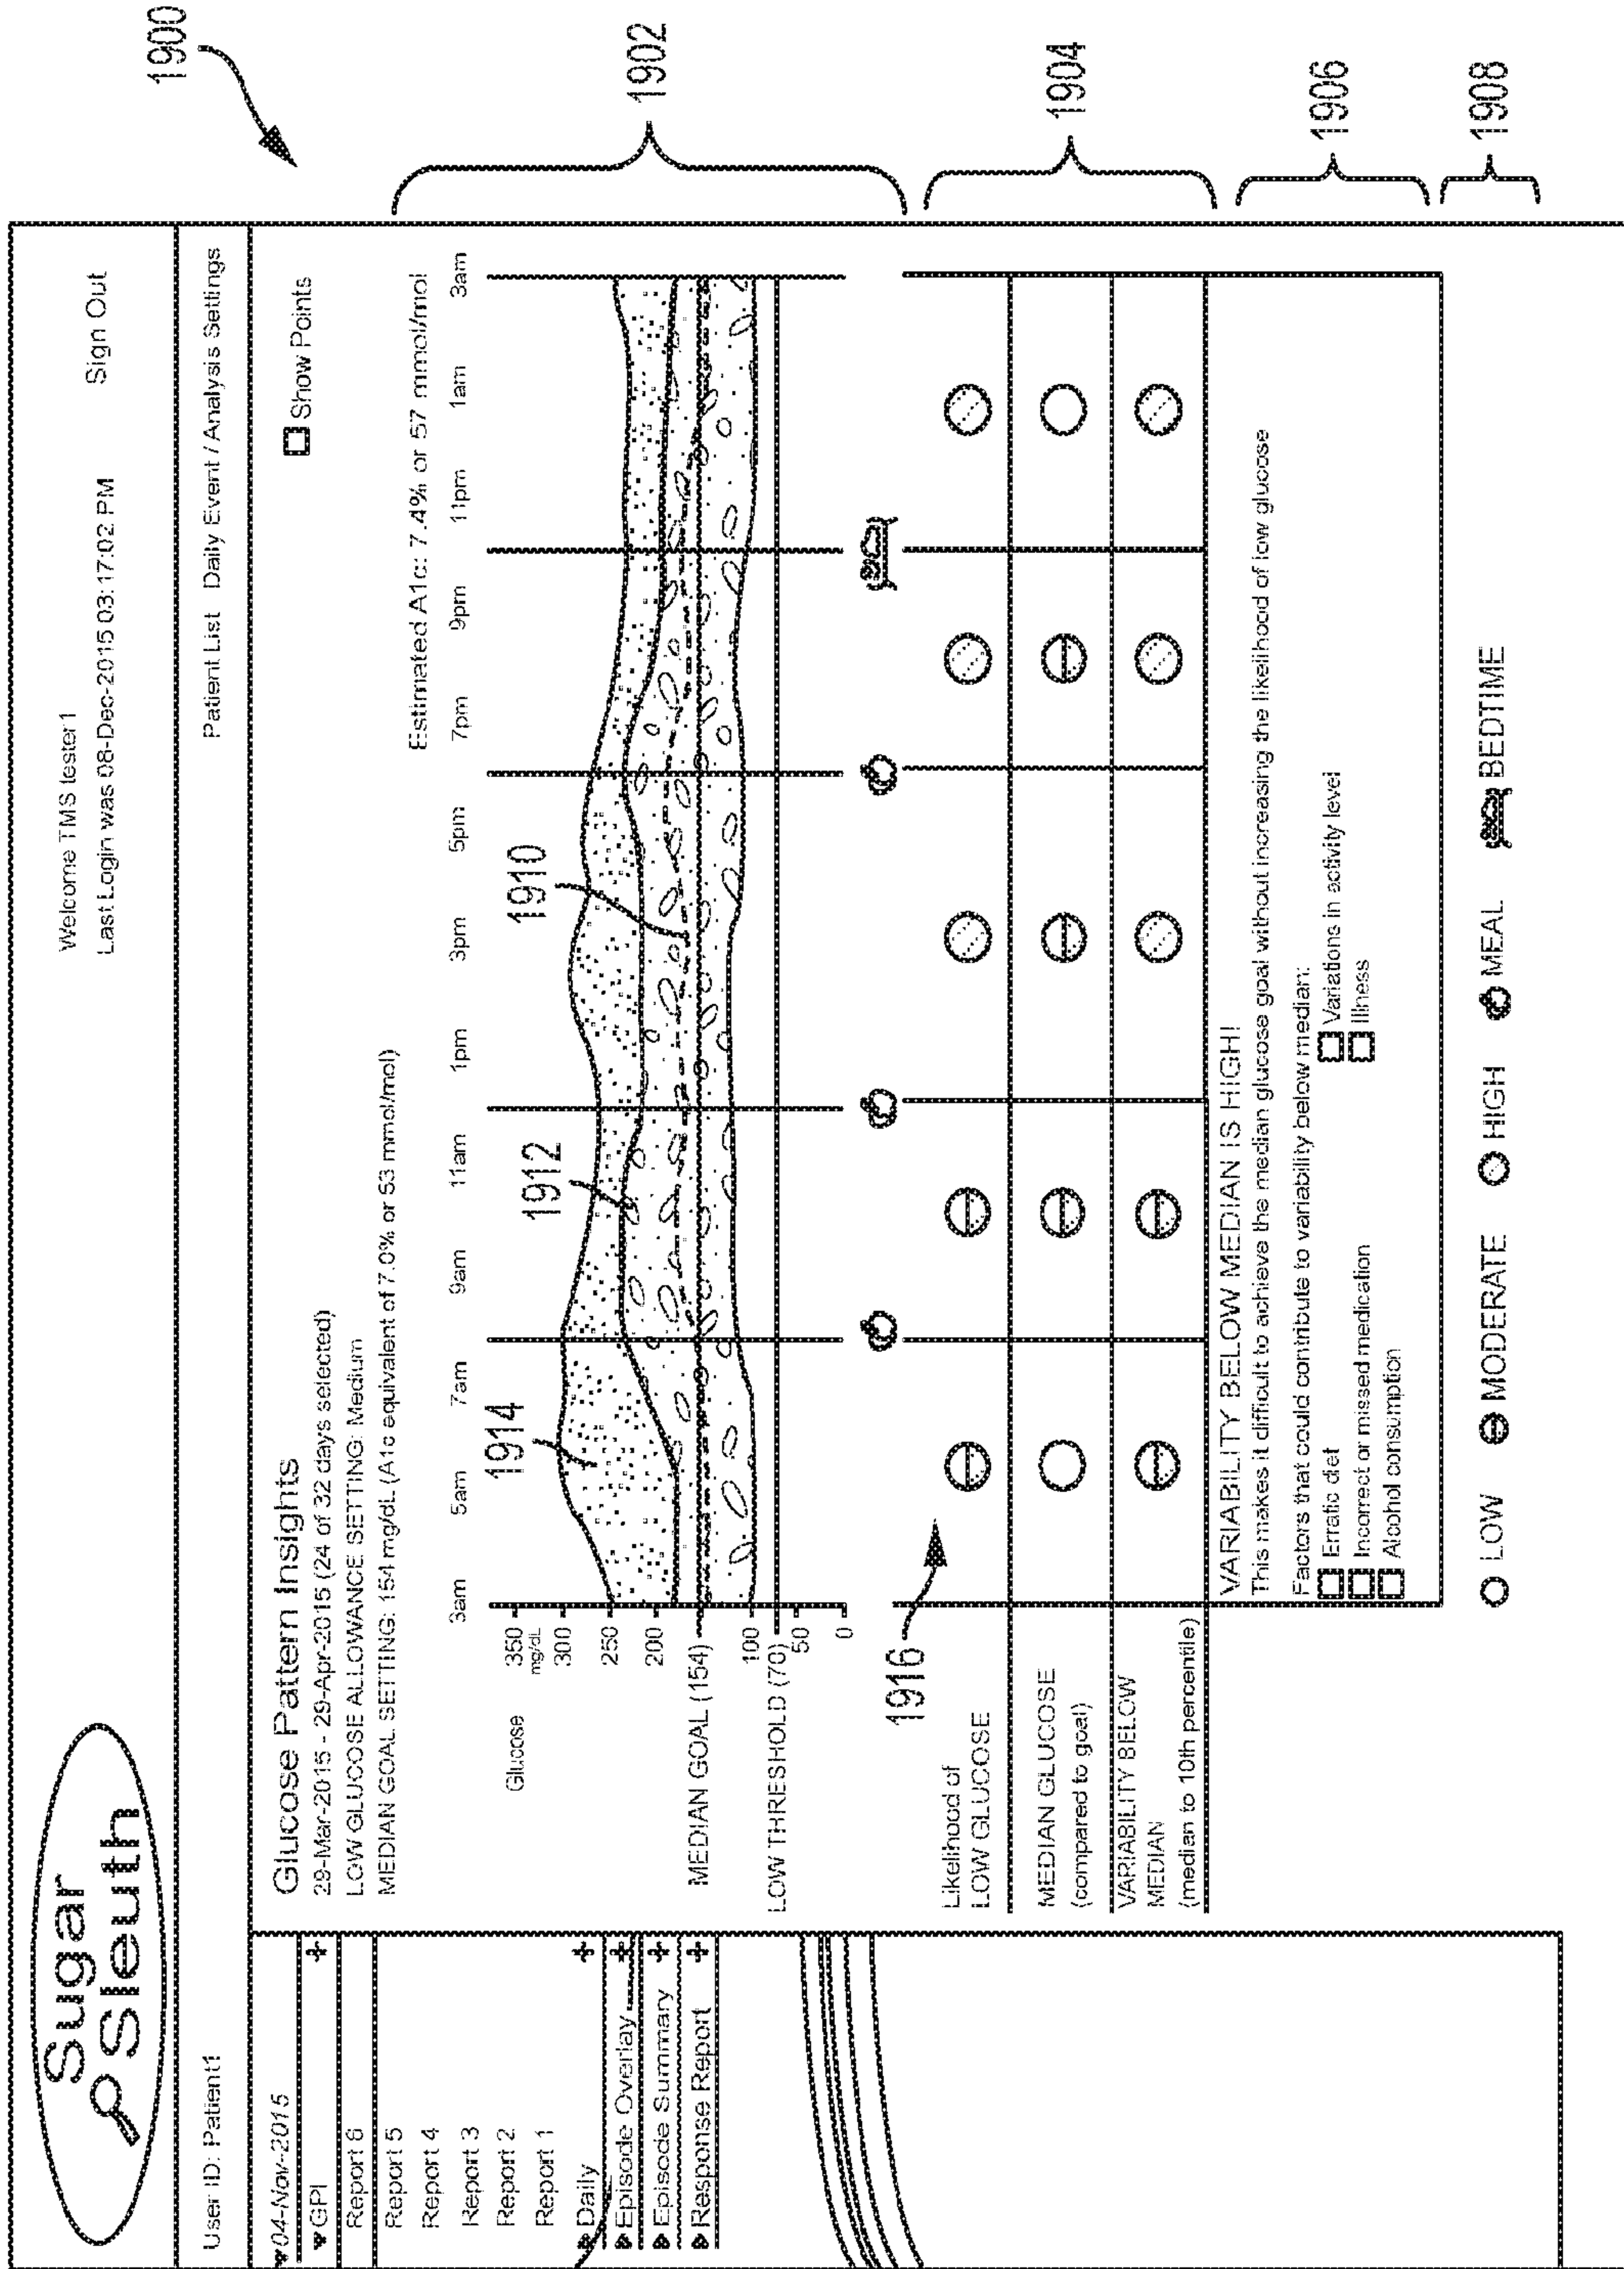 1900
Sugar
Sleuth
Welcome TMS tester1
Last Login was 08-Dec-2015 03:17:02 PM
Sign Out
User ID: Patient1
Patient List Daily Event / Analysis Settings
04-Nov-2015
GPI
Report 6
Report 5
Report 4
Report 3
Report 2
Report 1
Daily
Episode Overlay
Episode Summary
Response Report
Glucose Pattern Insights
29-Mar-2015 - 29-Apr-2015 (24 of 32 days selected)
LOW GLUCOSE ALLOWANCE SETTING: Medium
MEDIAN GOAL SETTING: 154 mg/dL (A1c equivalent of 7.0% or 53 mmol/mol)
Show Points
Estimated A1c: 7.4% or 57 mmol/mol
3am 5am 7am 9am 11am 1pm 3pm 5pm 7pm 9pm 11pm 1am 3am
1914
1912
1910
1902
Glucose
350
mg/dL
300
250
200
MEDIAN GOAL (154)
100
LOW THRESHOLD (70)
50
0
1916
1904
Likelihood of
LOW GLUCOSE
MEDIAN GLUCOSE
(compared to goal)
VARIABILITY BELOW
MEDIAN
(median to 10th percentile)
VARIABILITY BELOW MEDIAN IS HIGH!
This makes it difficult to achieve the median glucose goal without increasing the likelihood of low glucose
Factors that could contribute to variability below median:
Erratic diet
Incorrect or missed medication
Alcohol consumption
Variations in activity level
Illness
1906
LOW MODERATE HIGH MEAL BEDTIME
1908